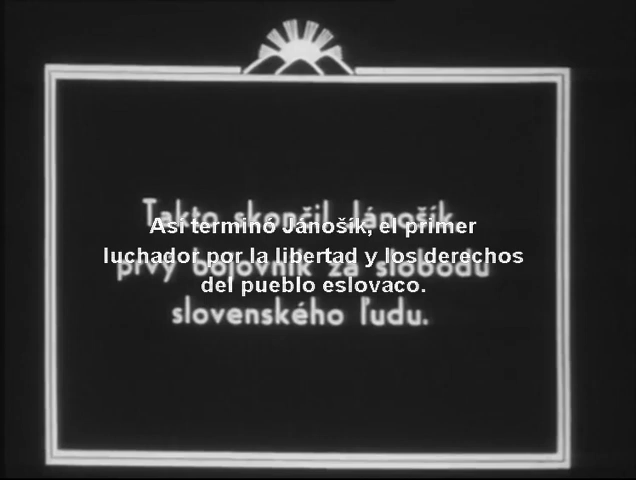 Takto skončil Jánošík
Así terminó Jánošík, el primer
luchador por la libertad y los derechos
prvý bojovník za slobodu
del pueblo eslovaco.
slovenského ľudu.